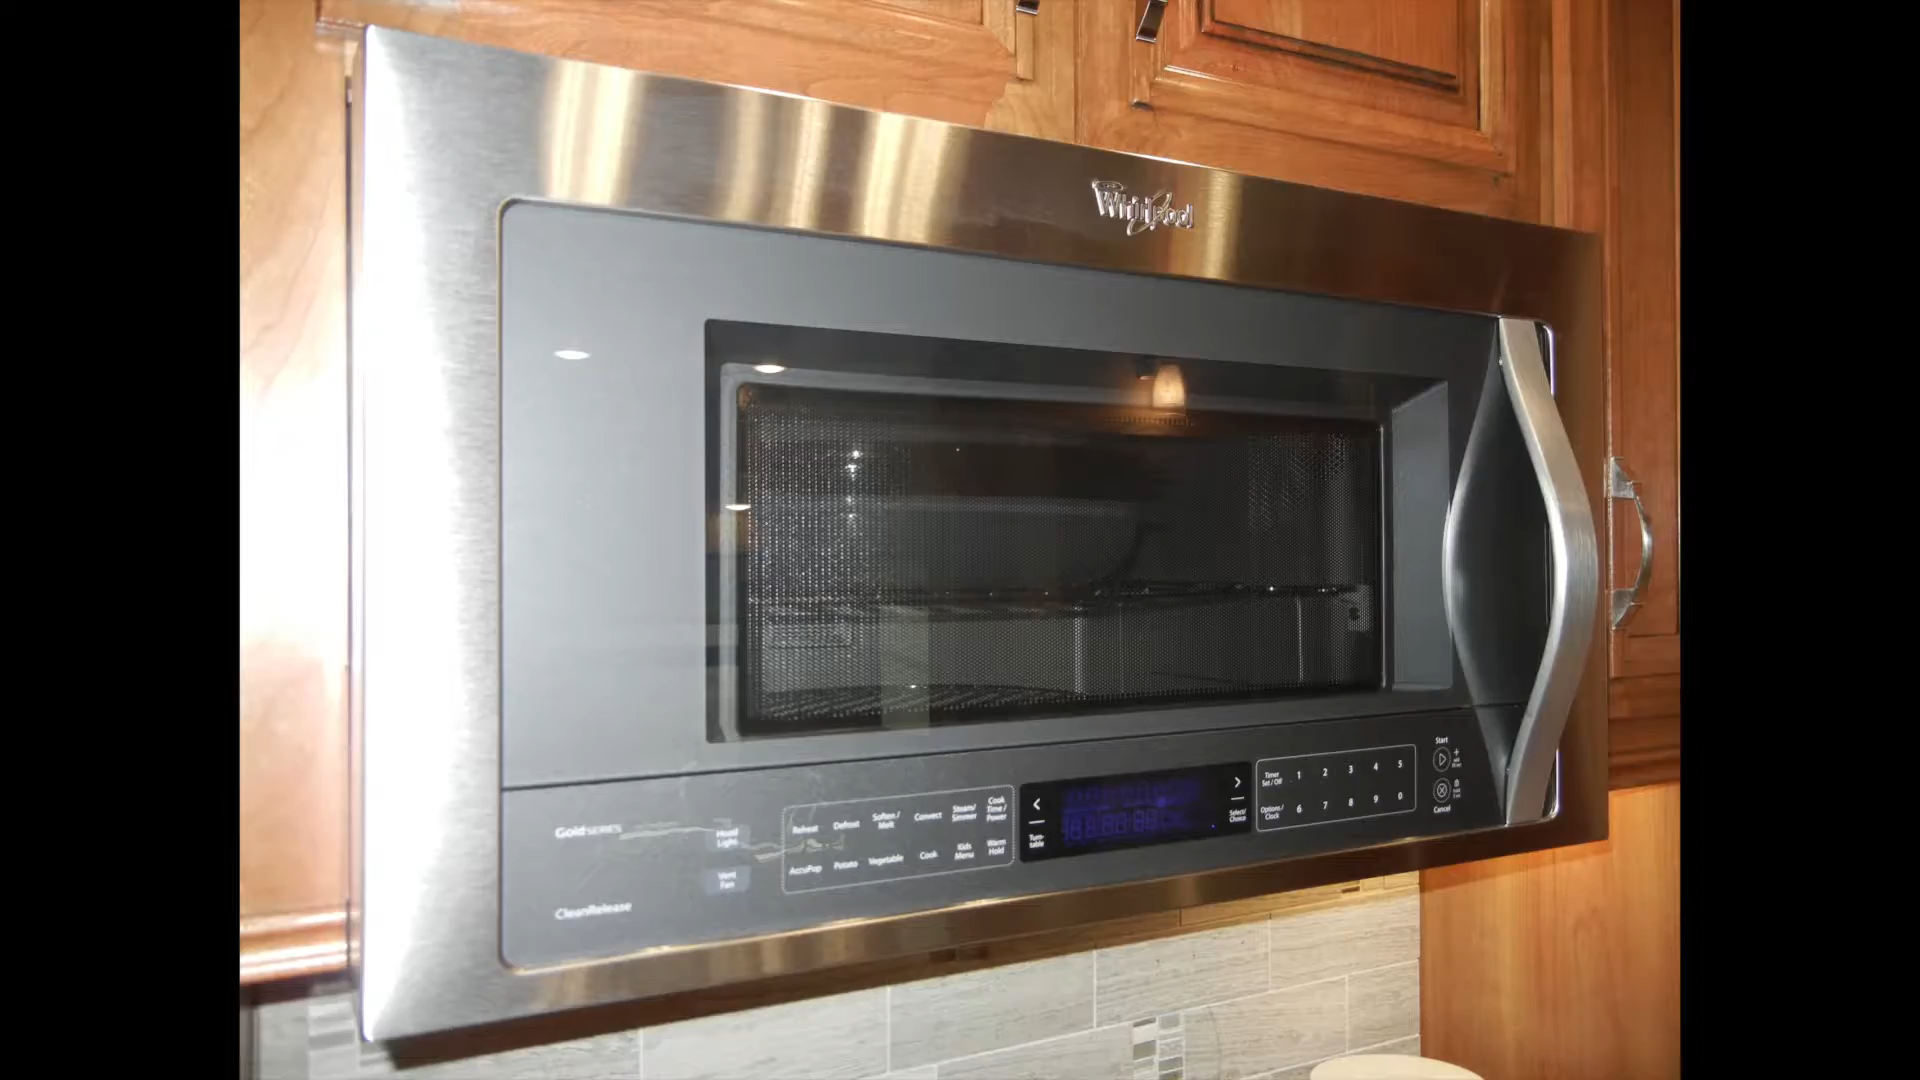 Whirlpool
Gold SERIES
CleanRelease
Hood
Light
Vent
Fan
Reheat
Defrost
Soften /
Melt
Convect
Steam/
Simmer
Cook
Time /
Power
AccuPop
Potato
Vegetable
Cook
Kids
Menu
Warm
Hold
<
Turn-
table
>
Select/
Choice
Timer
Set / Off
1 2 3 4 5
Options /
Clock
6 7 8 9 0
Start
Cancel